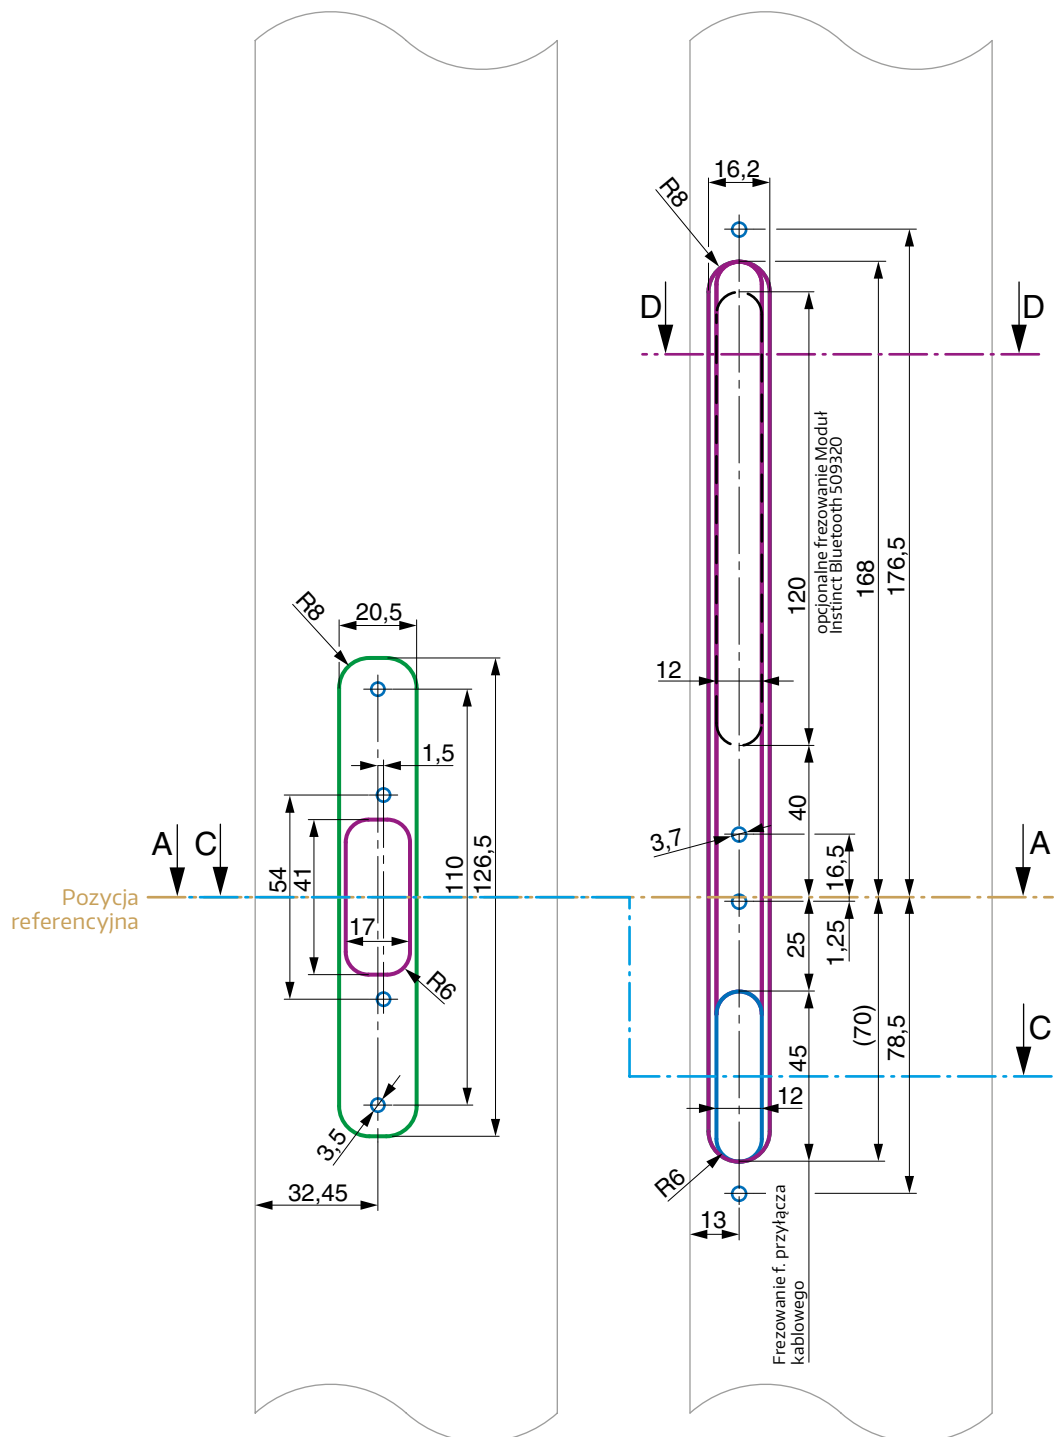 16,2
R8
D
D
opcjonalne frezowanie Moduł
Instinct Bluetooth 509320
120
168
176,5
R8
20,5
12
1,5
40
3,7
16,5
A
C
A
54
41
110
126,5
Pozycja
referencyjna
17
25
1,25
R6
(70)
78,5
C
45
12
3,5
R6
32,45
13
Frezowanie f. przyłącza
kablowego